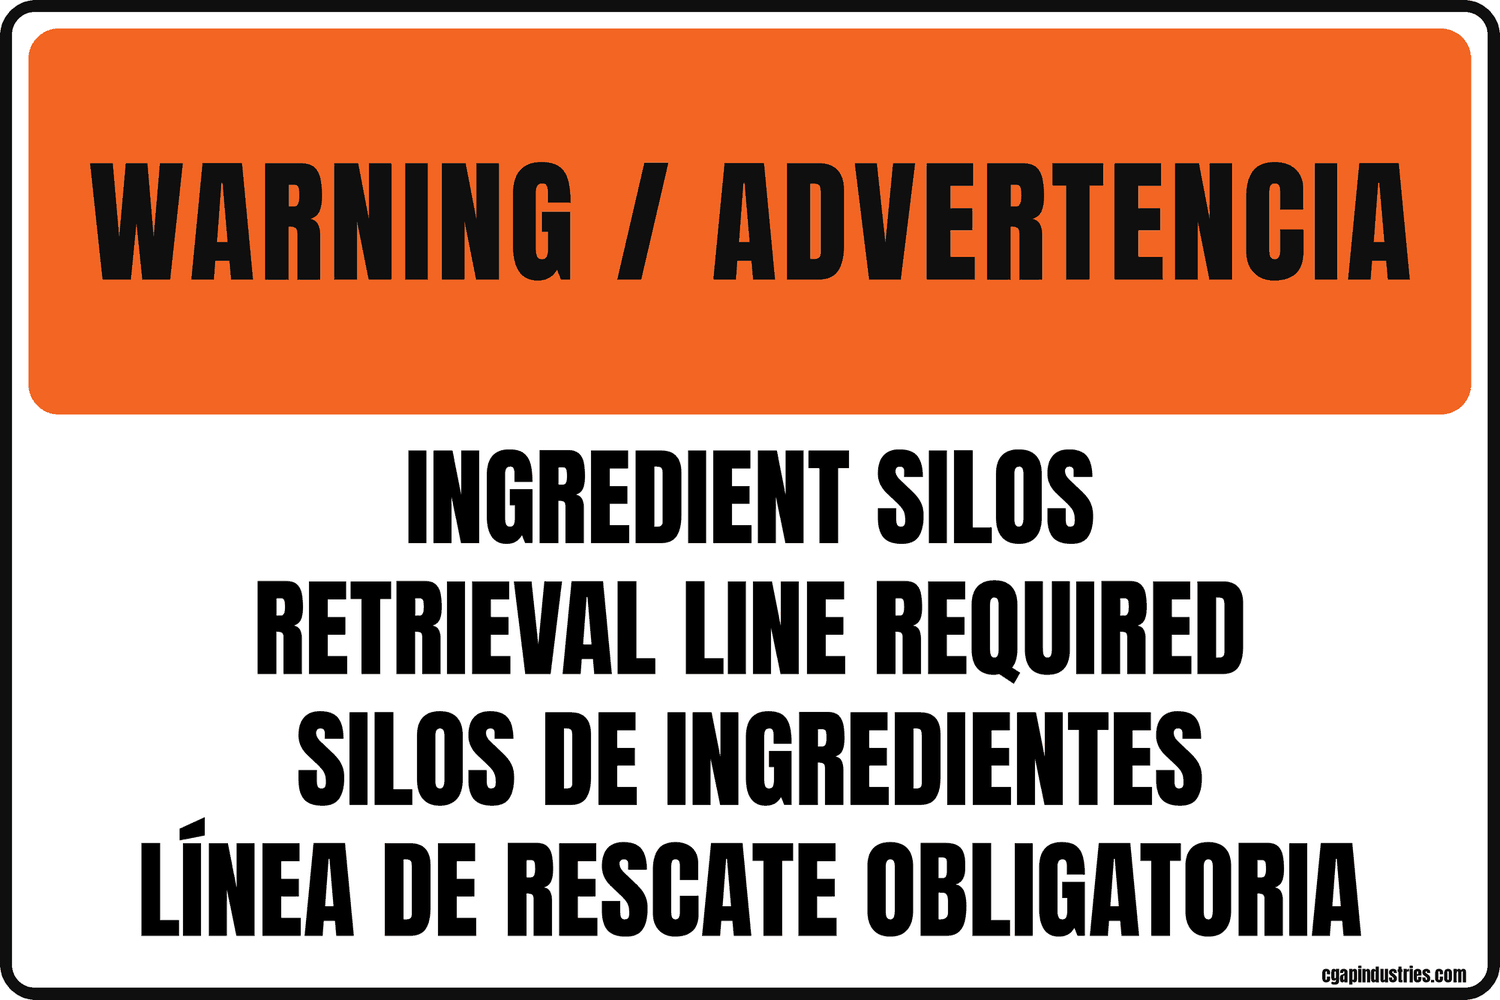 WARNING / ADVERTENCIA
INGREDIENT SILOS
RETRIEVAL LINE REQUIRED
SILOS DE INGREDIENTES
LÍNEA DE RESCATE OBLIGATORIA
cgapindustries.com